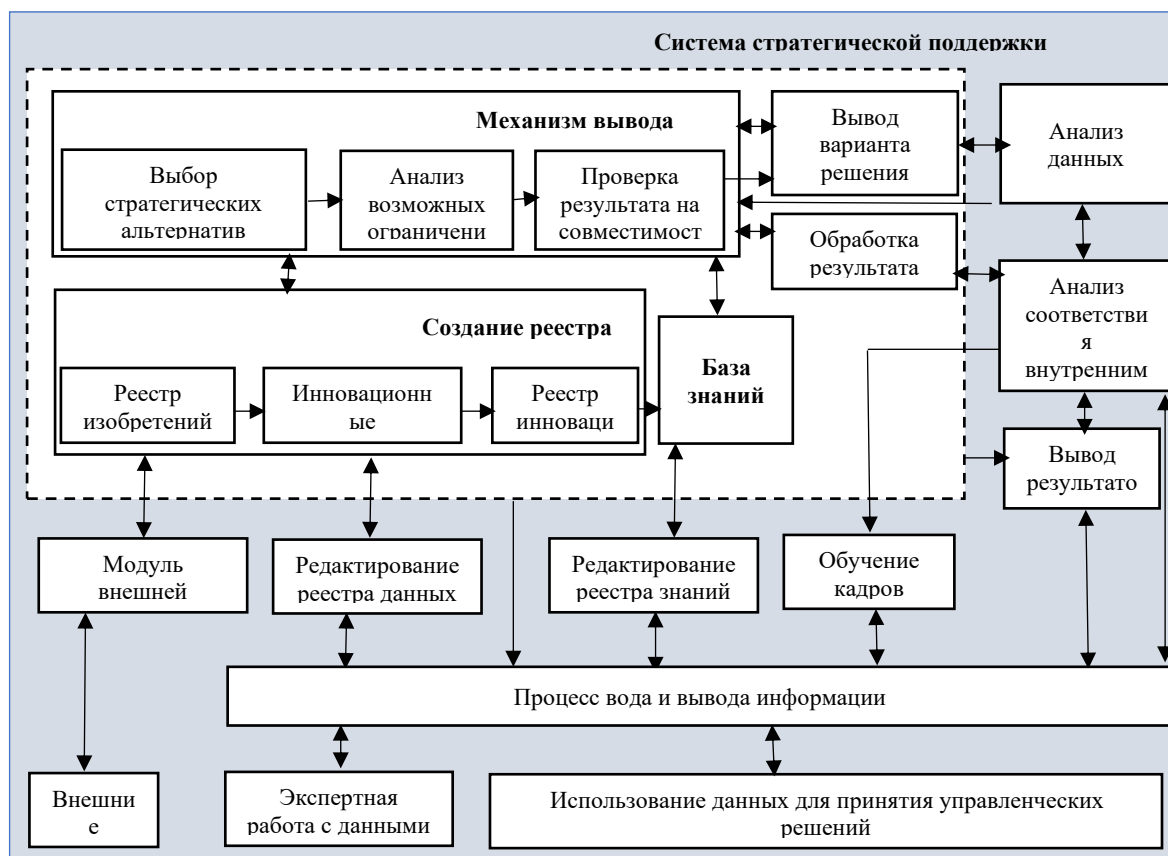 Система стратегической поддержки
Механизм вывода
Выбор
стратегических
альтернатив
Анализ
возможных
ограничени
Проверка
результата на
совместимост
Вывод
варианта
решения
Анализ
данных
Обработка
результата
Анализ
соответстви
я
внутренним
Создание реестра
Реестр
изобретений
Инновационн
ые
Реестр
инноваци
База
знаний
Вывод
результато
Модуль
внешней
Редактирование
реестра данных
Редактирование
реестра знаний
Обучение
кадров
Процесс вода и вывода информации
Внешни
е
Экспертная
работа с данными
Использование данных для принятия управленческих
решений